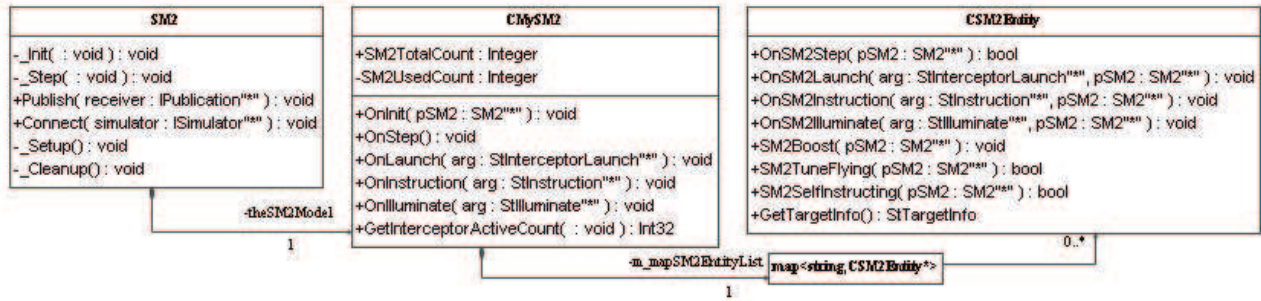 SM2
-_Init( : void ) : void
-_Step( : void ) : void
+Publish( receiver : IPublication"*" ) : void
+Connect( simulator : ISimulator"*" ) : void
-_Setup() : void
-_Cleanup() : void
CMySM2
+SM2TotalCount : Integer
-SM2UsedCount : Integer
+OnInit( pSM2 : SM2"*" ) : void
+OnStep() : void
+OnLaunch( arg : StInterceptorLaunch"*" ) : void
+OnInstruction( arg : StInstruction"*" ) : void
+OnIlluminate( arg : StIlluminate"*" ) : void
+GetInterceptorActiveCount( : void ) : Int32
CSM2Entity
+OnSM2Step( pSM2 : SM2"*" ) : bool
+OnSM2Launch( arg : StInterceptorLaunch"*", pSM2 : SM2"*" ) : void
+OnSM2Instruction( arg : StInstruction"*", pSM2 : SM2"*" ) : void
+OnSM2Illuminate( arg : StIlluminate"*", pSM2 : SM2"*" ) : void
+SM2Boost( pSM2 : SM2"*" ) : void
+SM2TuneFlying( pSM2 : SM2"*" ) : bool
+SM2SelfInstructing( pSM2 : SM2"*" ) : bool
+GetTargetInfo() : StTargetInfo
-theSM2Model
1
0..*
-m_mapSM2EntityList
1
map<string,CSM2Entity*>